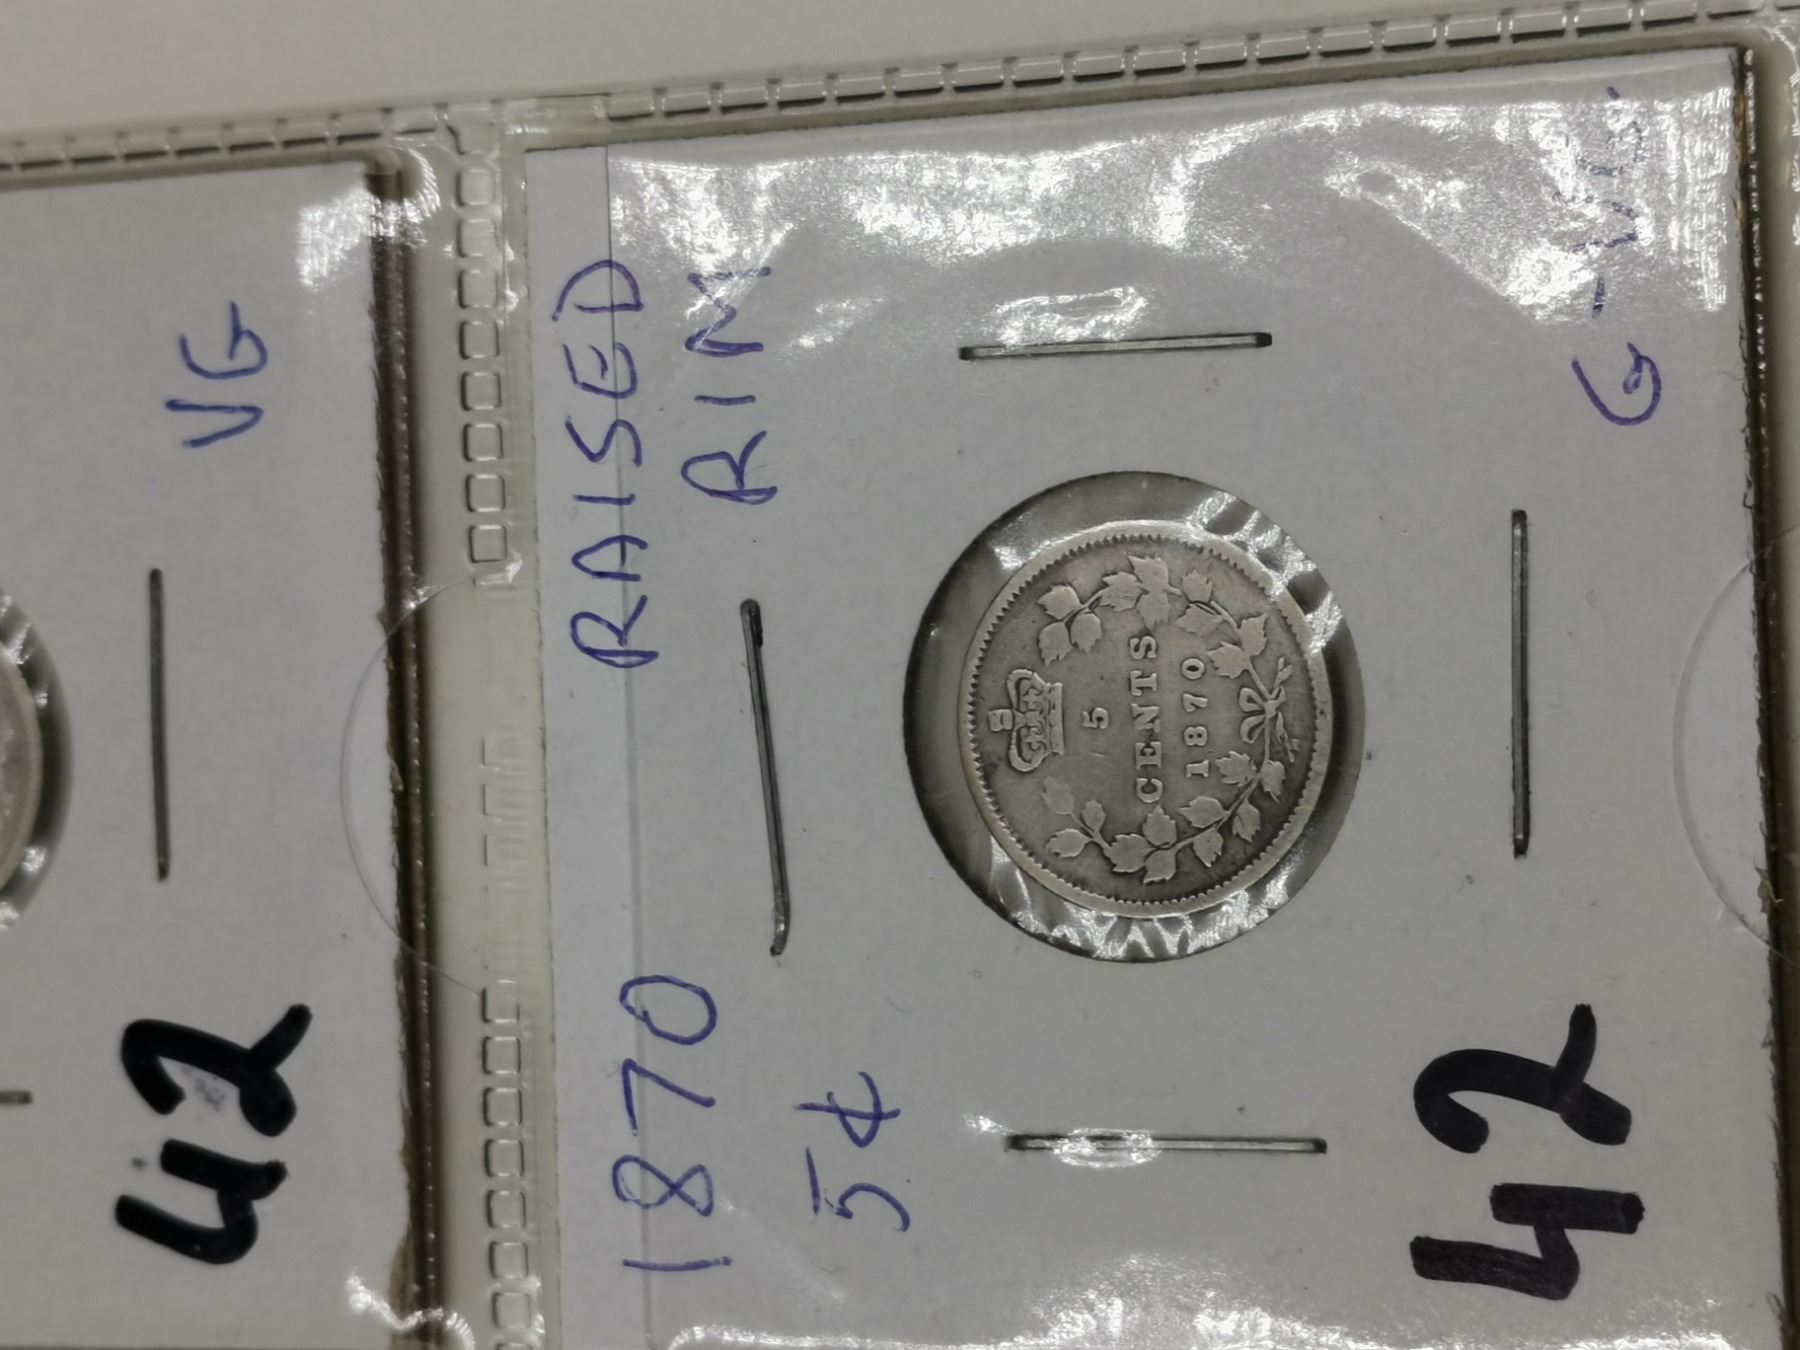 VG
42
1870 RAISED
5¢ RIM
5
CENTS
1870
42 G-VG